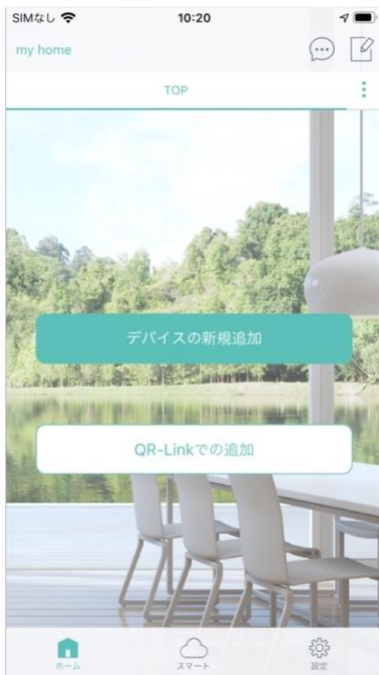 SIMなし
10:20
my home
TOP
デバイスの新規追加
QR-Linkでの追加
ホーム
スマート
設定